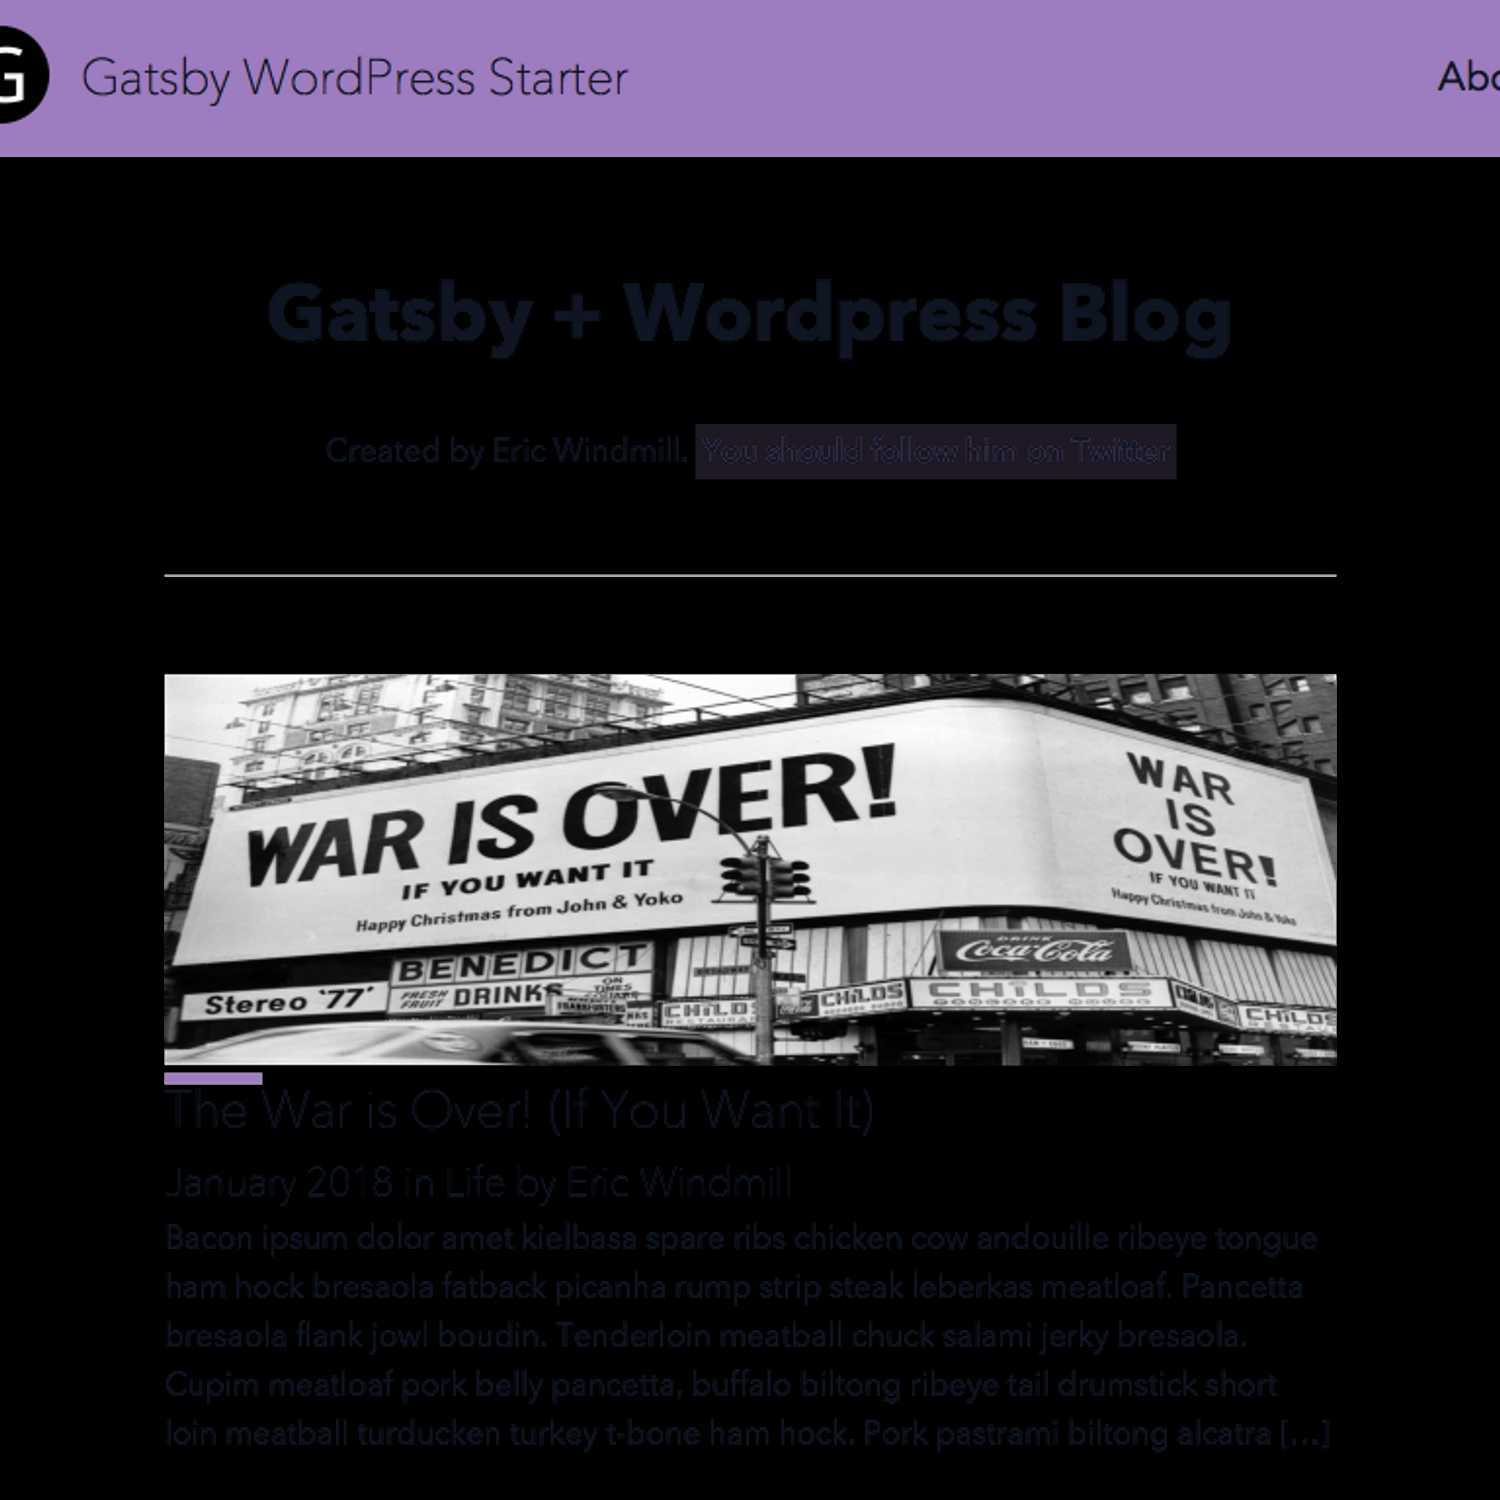 G Gatsby WordPress Starter Abo
Gatsby + Wordpress Blog
Created by Eric Windmill. You should follow him on Twitter
WAR IS OVER!
IF YOU WANT IT
Happy Christmas from John & Yoko
WAR
IS
OVER!
IF YOU WANT IT
Happy Christmas from John & Yoko
DRINK
Coca-Cola
BENEDICT
Stereo '77'
FRESH
FRUIT DRINKS
ON
TIMES
SQUARE
FRANKFURTERS
CHILDS
RESTAURANT
CHILDS
CHILDS
CHILDS
The War is Over! (If You Want It)
January 2018 in Life by Eric Windmill
Bacon ipsum dolor amet kielbasa spare ribs chicken cow andouille ribeye tongue
ham hock bresaola fatback picanha rump strip steak leberkas meatloaf. Pancetta
bresaola flank jowl boudin. Tenderloin meatball chuck salami jerky bresaola.
Cupim meatloaf pork belly pancetta, buffalo biltong ribeye tail drumstick short
loin meatball turducken turkey t-bone ham hock. Pork pastrami biltong alcatra [...]